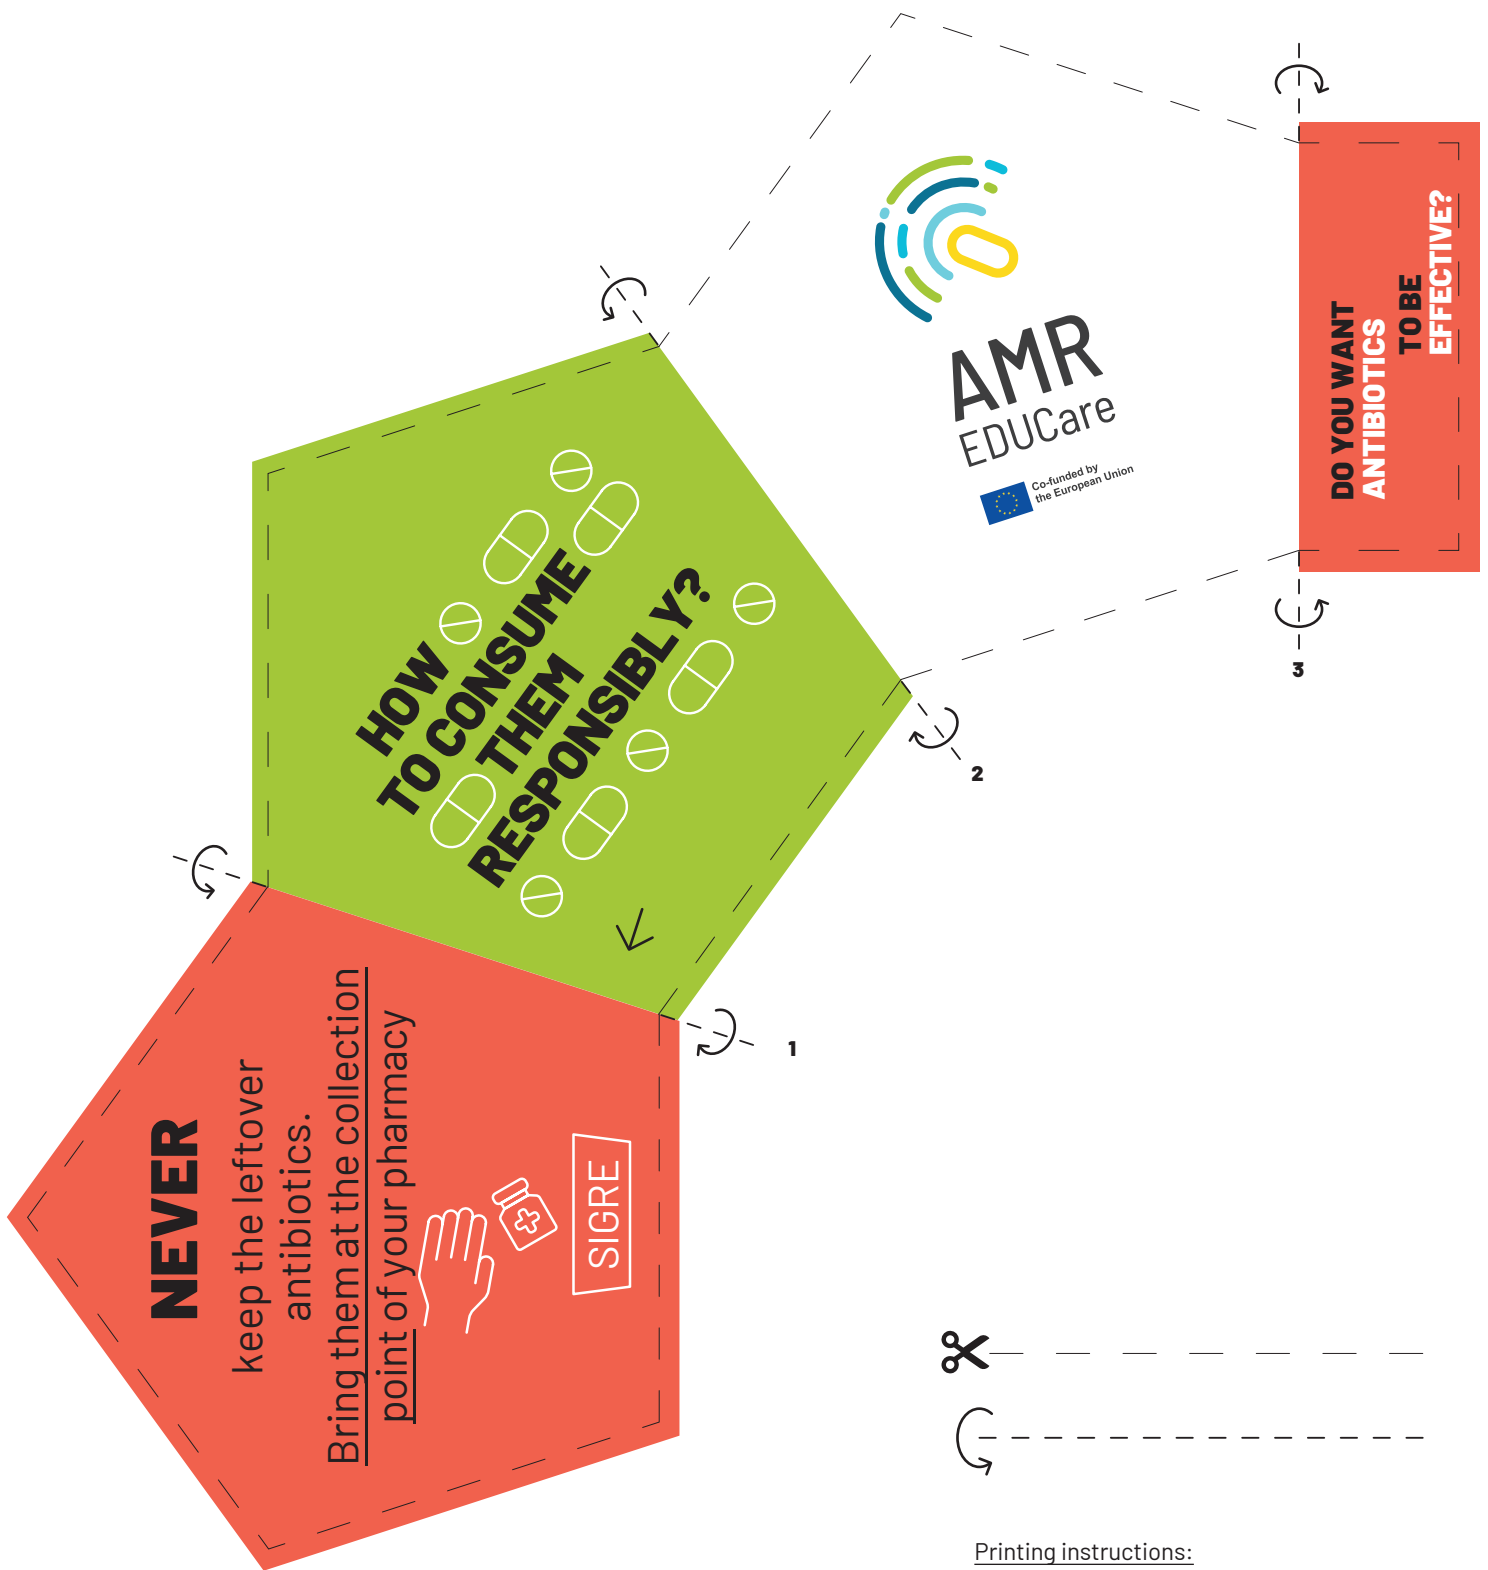 DO YOU WANT
ANTIBIOTICS
TO BE
EFFECTIVE?
AMR
EDUCare
Co-funded by
the European Union
3
HOW
TO CONSUME
THEM
RESPONSIBLY?
2
1
NEVER
keep the leftover
antibiotics.
Bring them at the collection
point of your pharmacy
SIGRE
Printing instructions: